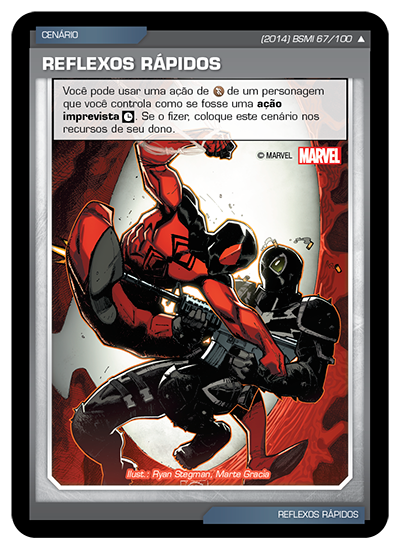 CENÁRIO
(2014) BSMI 67/100 ▲
REFLEXOS RÁPIDOS
Você pode usar uma ação de de um personagem
que você controla como se fosse uma ação
imprevista . Se o fizer, coloque este cenário nos
recursos de seu dono.
© MARVEL MARVEL
Ilust.: Ryan Stegman, Marte Gracia
REFLEXOS RÁPIDOS